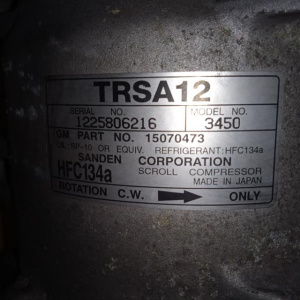 TRSA12
SERIAL NO. MODEL NO.
1225806216 3450
GM PART NO. 15070473
OIL:SP-10 OR EQUIV. REFRIGERANT:HFC134a
SANDEN CORPORATION
HFC134a SCROLL COMPRESSOR
MADE IN JAPAN
ROTATION C.W. ONLY